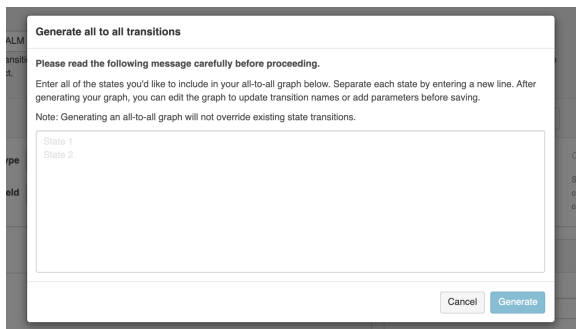 Generate all to all transitions
ALM
Please read the following message carefully before proceeding.
Enter all of the states you'd like to include in your all-to-all graph below. Separate each state by entering a new line. After
generating your graph, you can edit the graph to update transition names or add parameters before saving.
Note: Generating an all-to-all graph will not override existing state transitions.
State 1
State 2
Cancel
Generate